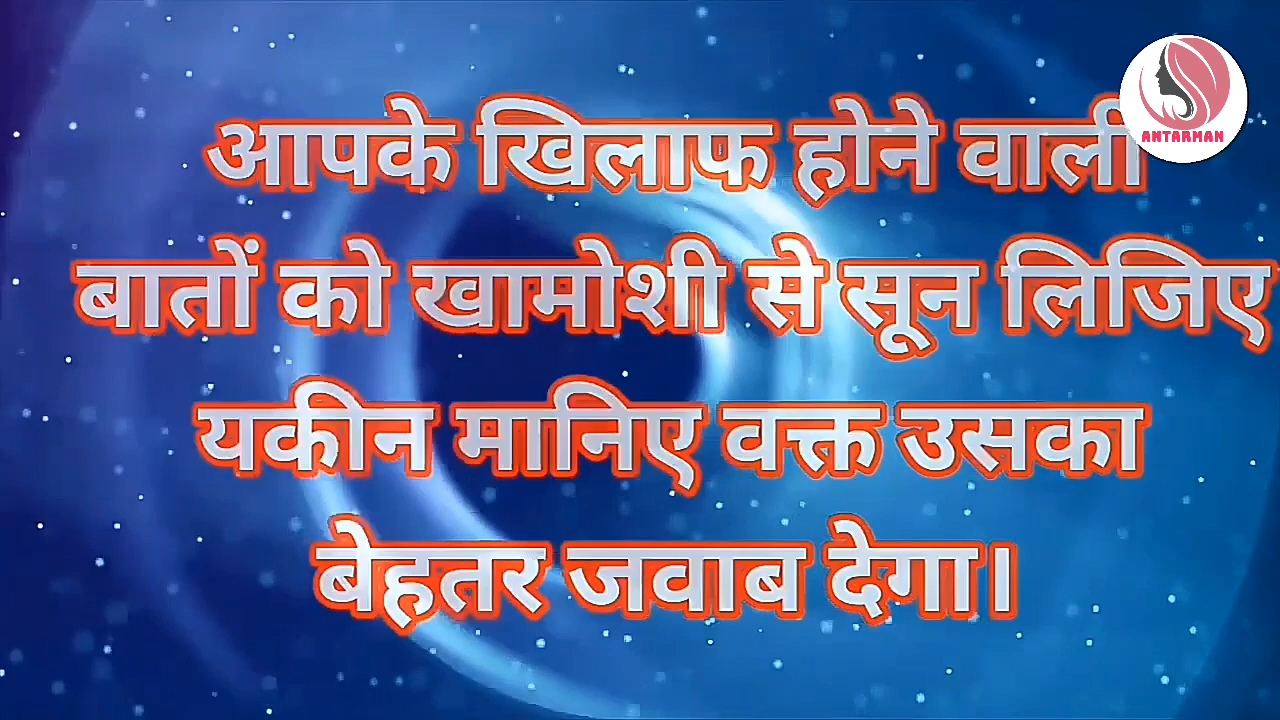 आपके खिलाफ होने वाली
बातों को खामोशी से सून लिजिए
यकीन मानिए वक्त उसका
बेहतर जवाब देगा।
ANTARMAN